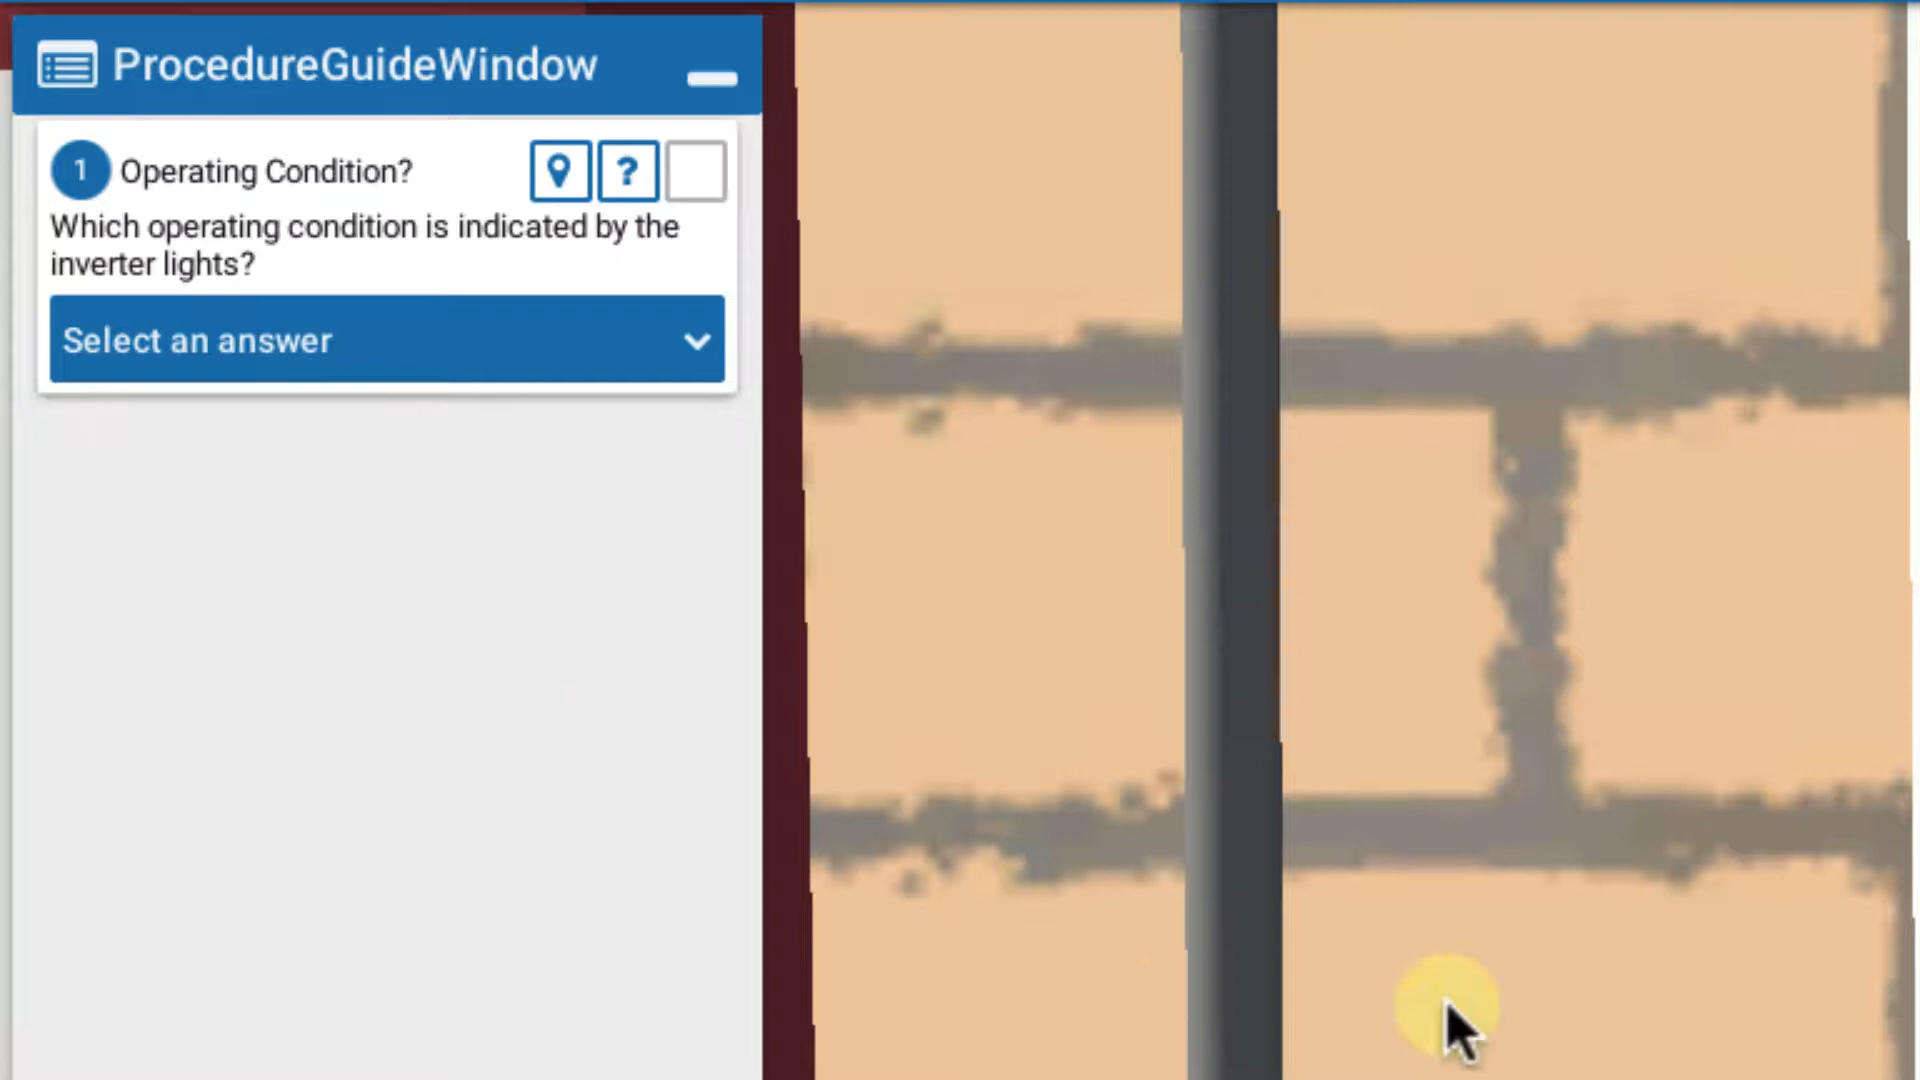 ProcedureGuideWindow
1 Operating Condition? ?
Which operating condition is indicated by the
inverter lights?
Select an answer